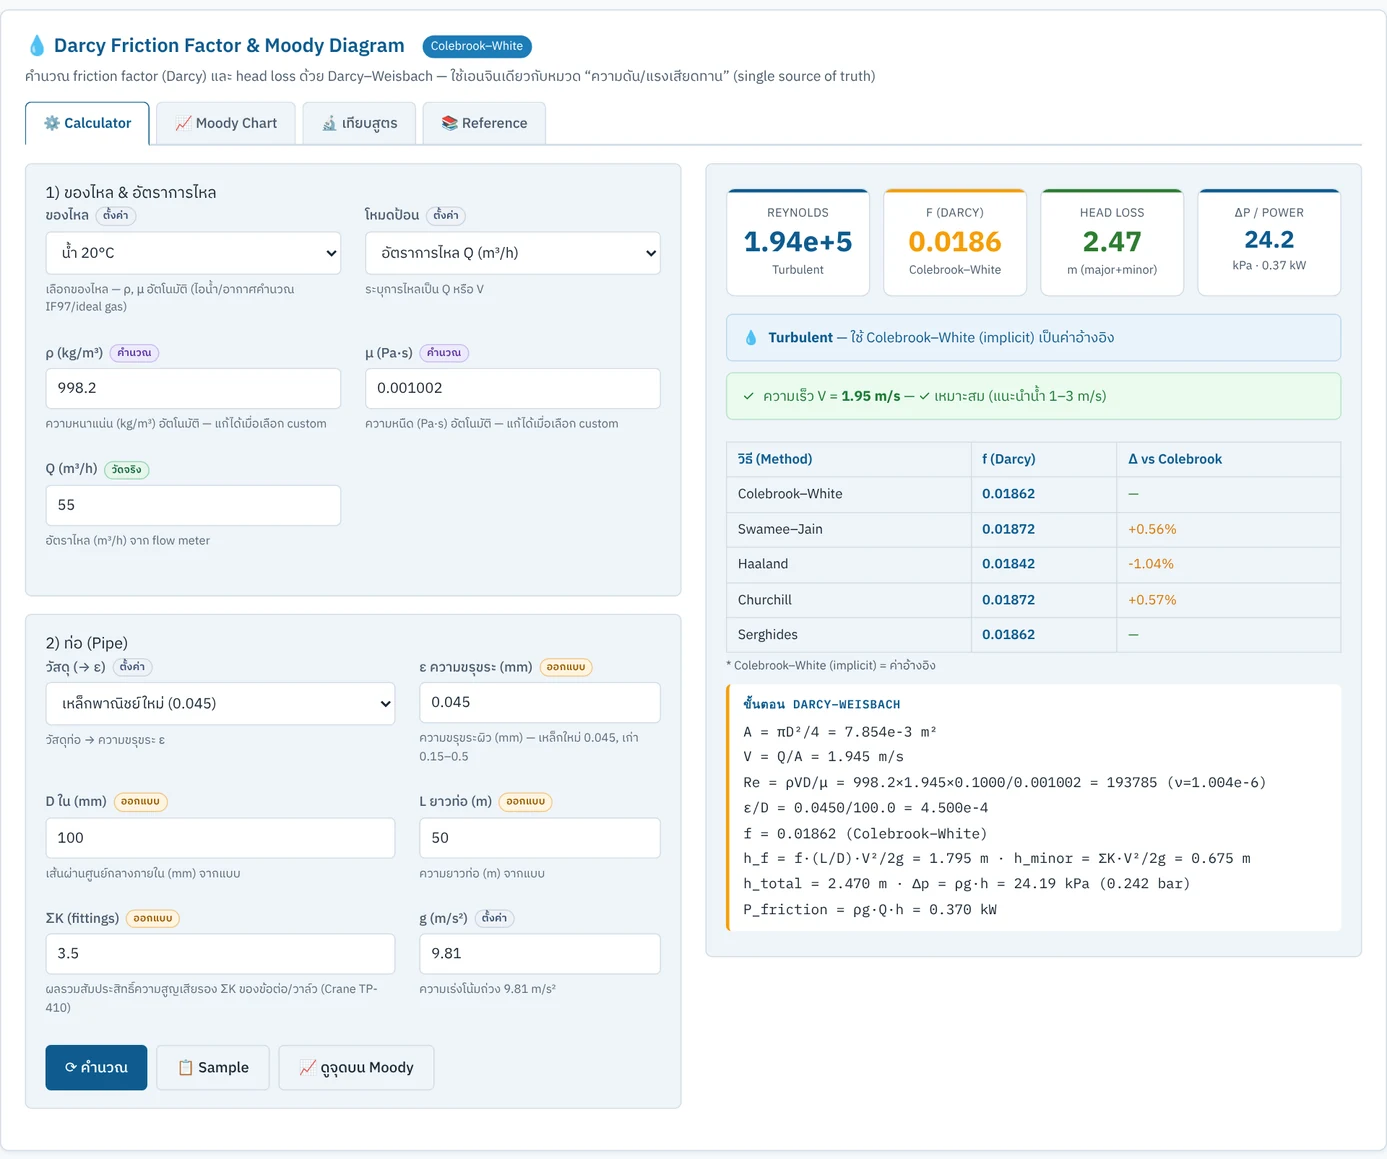 💧 Darcy Friction Factor & Moody Diagram Colebrook–White
คำนวณ friction factor (Darcy) และ head loss ด้วย Darcy–Weisbach — ใช้เอนจินเดียวกับหมวด “ความดัน/แรงเสียดทาน” (single source of truth)
⚙️ Calculator 📈 Moody Chart 🔬 เทียบสูตร 📚 Reference
1) ของไหล & อัตราการไหล
ของไหล ตั้งค่า โหมดป้อน ตั้งค่า
น้ำ 20°C อัตราการไหล Q (m³/h)
เลือกของไหล — ρ, μ อัตโนมัติ (ไอน้ำ/อากาศคำนวณ
IF97/ideal gas)
ระบุการไหลเป็น Q หรือ V
ρ (kg/m³) คำนวณ μ (Pa·s) คำนวณ
998.2 0.001002
ความหนาแน่น (kg/m³) อัตโนมัติ — แก้ได้เมื่อเลือก custom ความหนืด (Pa·s) อัตโนมัติ — แก้ได้เมื่อเลือก custom
Q (m³/h) วัดจริง
55
อัตราไหล (m³/h) จาก flow meter
2) ท่อ (Pipe)
วัสดุ (→ ε) ตั้งค่า ε ความขรุขระ (mm) ออกแบบ
เหล็กพาณิชย์ใหม่ (0.045) 0.045
วัสดุท่อ → ความขรุขระ ε
ความขรุขระผิว (mm) — เหล็กใหม่ 0.045, เก่า
0.15–0.5
D ใน (mm) ออกแบบ L ยาวท่อ (m) ออกแบบ
100 50
เส้นผ่านศูนย์กลางภายใน (mm) จากแบบ ความยาวท่อ (m) จากแบบ
ΣK (fittings) ออกแบบ g (m/s²) ตั้งค่า
3.5 9.81
ผลรวมสัมประสิทธิ์ความสูญเสียรอง ΣK ของข้อต่อ/วาล์ว (Crane TP-
410)
ความเร่งโน้มถ่วง 9.81 m/s²
⟳ คำนวณ 📋 Sample 📈 ดูจุดบน Moody
REYNOLDS
1.94e+5
Turbulent
F (DARCY)
0.0186
Colebrook–White
HEAD LOSS
2.47
m (major+minor)
ΔP / POWER
24.2
kPa · 0.37 kW
💧 Turbulent — ใช้ Colebrook–White (implicit) เป็นค่าอ้างอิง
✓ ความเร็ว V = 1.95 m/s — ✓ เหมาะสม (แนะนำน้ำ 1–3 m/s)
วิธี (Method) f (Darcy) Δ vs Colebrook
Colebrook–White 0.01862 —
Swamee–Jain 0.01872 +0.56%
Haaland 0.01842 -1.04%
Churchill 0.01872 +0.57%
Serghides 0.01862 —
* Colebrook–White (implicit) = ค่าอ้างอิง
ขั้นตอน DARCY–WEISBACH
A = πD²/4 = 7.854e-3 m²
V = Q/A = 1.945 m/s
Re = ρVD/μ = 998.2×1.945×0.1000/0.001002 = 193785 (ν=1.004e-6)
ε/D = 0.0450/100.0 = 4.500e-4
f = 0.01862 (Colebrook–White)
h_f = f·(L/D)·V²/2g = 1.795 m · h_minor = ΣK·V²/2g = 0.675 m
h_total = 2.470 m · Δp = ρg·h = 24.19 kPa (0.242 bar)
P_friction = ρg·Q·h = 0.370 kW